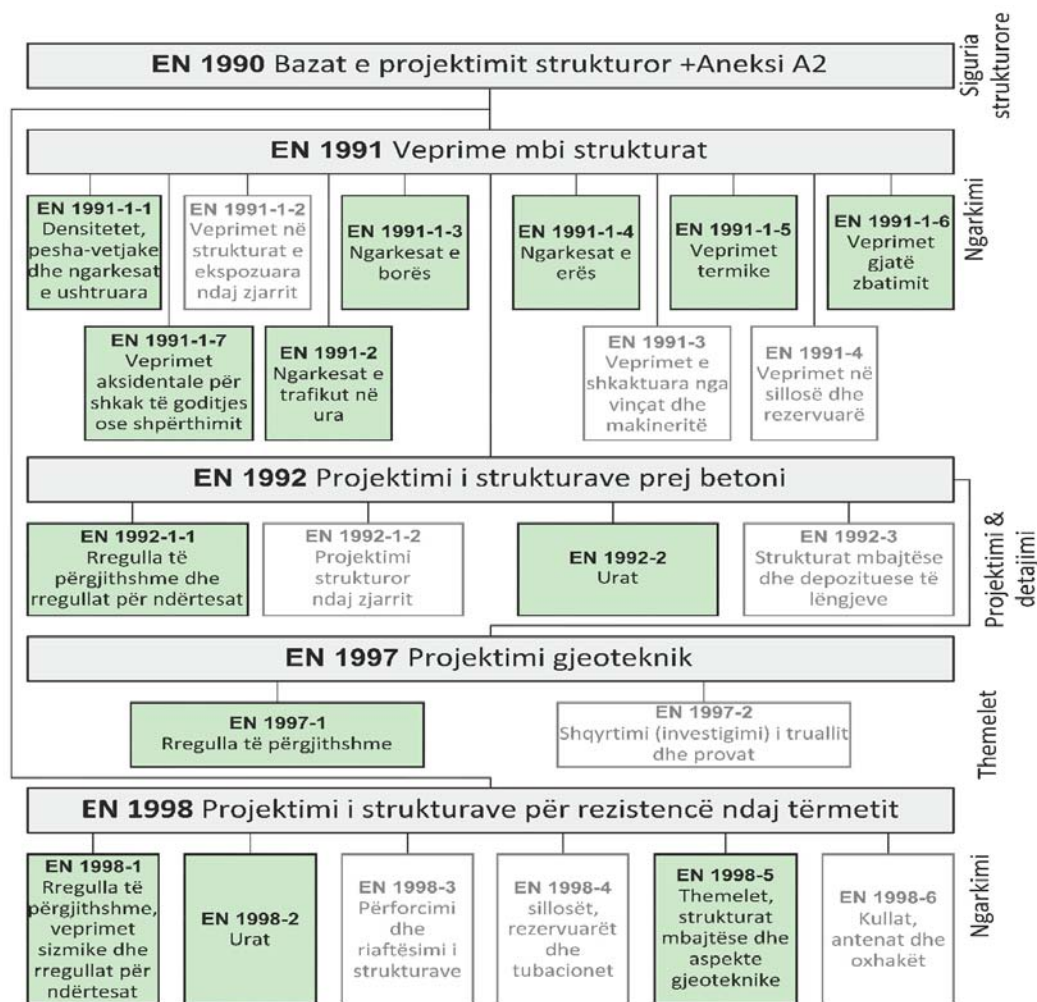 EN 1990 Bazat e projektimit strukturor +Aneksi A2
Siguria
strukturore
EN 1991 Veprime mbi strukturat
Ngarkimi
EN 1991-1-1
Densitetet,
pesha-vetjake
dhe ngarkesat
e ushtruara
EN 1991-1-2
Veprimet në
strukturat e
ekspozuara
ndaj zjarrit
EN 1991-1-3
Ngarkesat e
borës
EN 1991-1-4
Ngarkesat e
erës
EN 1991-1-5
Veprimet
termike
EN 1991-1-6
Veprimet
gjatë
zbatimit
EN 1991-1-7
Veprimet
aksidentale për
shkak të goditjes
ose shpërthimit
EN 1991-2
Ngarkesat e
trafikut në
ura
EN 1991-3
Veprimet e
shkaktuara nga
vinçat dhe
makineritë
EN 1991-4
Veprimet në
sillosë dhe
rezervuarë
EN 1992 Projektimi i strukturave prej betoni
Projektimi &
detajimi
EN 1992-1-1
Rregulla të
përgjithshme dhe
rregullat për ndërtesat
EN 1992-1-2
Projektimi
strukturor
ndaj zjarrit
EN 1992-2
Urat
EN 1992-3
Strukturat mbajtëse
dhe depozituese të
lëngjeve
EN 1997 Projektimi gjeoteknik
Themelet
EN 1997-1
Rregulla të përgjithshme
EN 1997-2
Shqyrtimi (investigimi) i truallit
dhe provat
EN 1998 Projektimi i strukturave për rezistencë ndaj tërmetit
Ngarkimi
EN 1998-1
Rregulla të
përgjithshme,
veprimet
sizmike dhe
rregullat për
ndërtesat
EN 1998-2
Urat
EN 1998-3
Përforcimi
dhe
riaftësimi i
strukturave
EN 1998-4
sillosët,
rezervuarët
dhe
tubacionet
EN 1998-5
Themelet,
strukturat
mbajtëse dhe
aspekte
gjeoteknike
EN 1998-6
Kullat,
antenat dhe
oxhakët